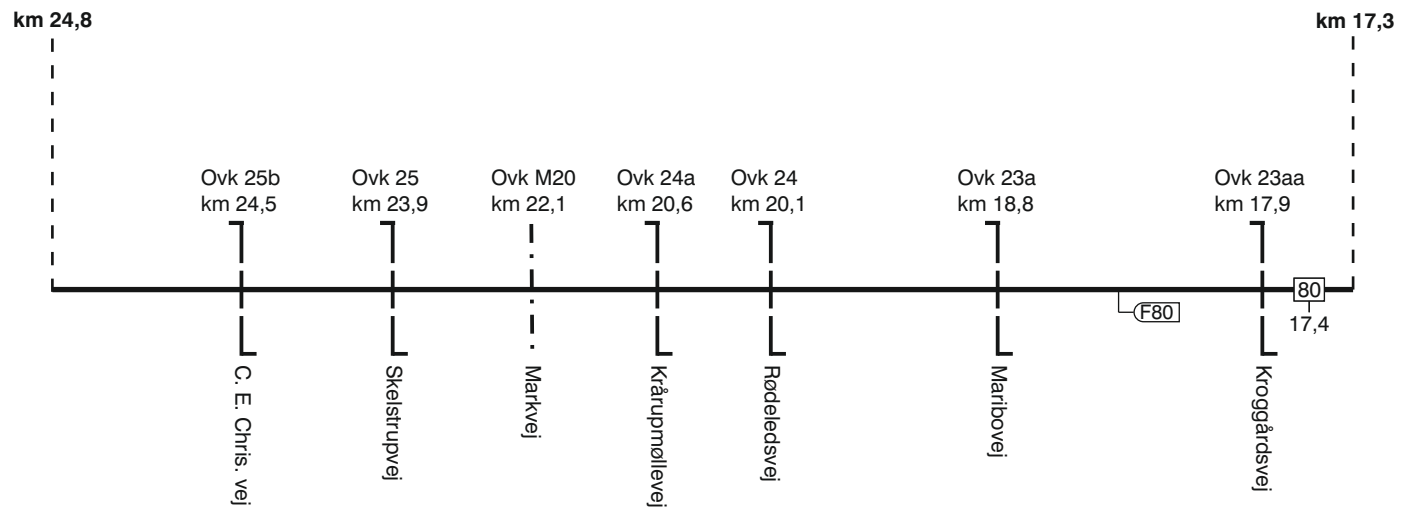 km 24,8
km 17,3
Ovk 25b
km 24,5
Ovk 25
km 23,9
Ovk M20
km 22,1
Ovk 24a
km 20,6
Ovk 24
km 20,1
Ovk 23a
km 18,8
Ovk 23aa
km 17,9
80
F80
17,4
C. E. Chris. vej
Skelstrupvej
Markvej
Krårupmøllevej
Rødeledsvej
Maribovej
Kroggårdsvej